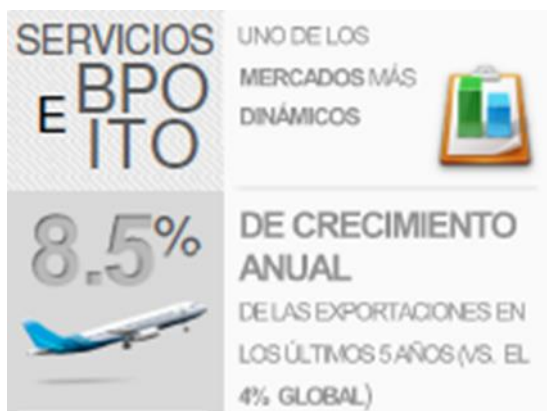 SERVICIOS
BPO
E
ITO
UNO DE LOS
MERCADOS MÁS
DINÁMICOS
8.5%
DE CRECIMIENTO
ANUAL
DE LAS EXPORTACIONES EN
LOS ÚLTIMOS 5 AÑOS (VS. EL
4% GLOBAL)